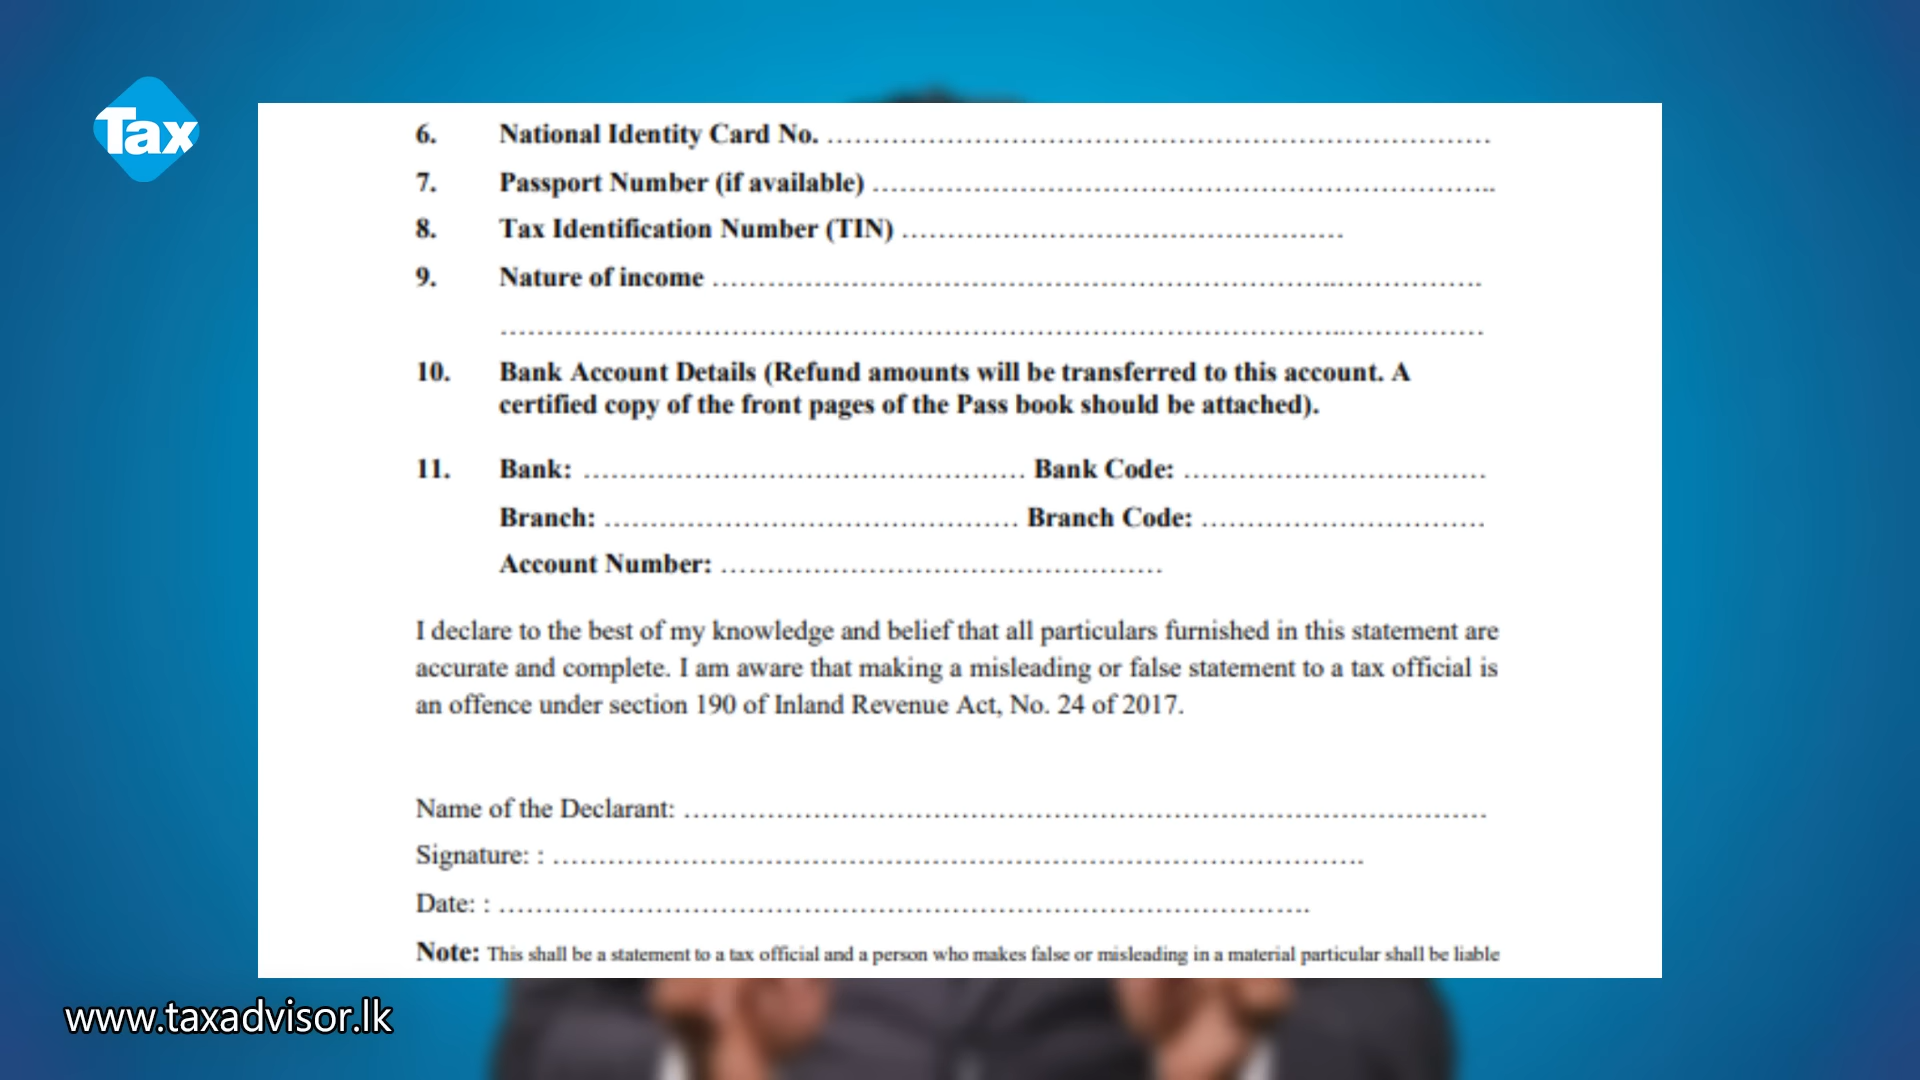 Tax
6. National Identity Card No. ........................................................................
7. Passport Number (if available) ....................................................................
8. Tax Identification Number (TIN) ................................................
9. Nature of income ....................................................................................
...........................................................................................................
10. Bank Account Details (Refund amounts will be transferred to this account. A
certified copy of the front pages of the Pass book should be attached).
11. Bank: ................................................ Bank Code: .................................
Branch: ............................................. Branch Code: ...............................
Account Number: ................................................
I declare to the best of my knowledge and belief that all particulars furnished in this statement are
accurate and complete. I am aware that making a misleading or false statement to a tax official is
an offence under section 190 of Inland Revenue Act, No. 24 of 2017.
Name of the Declarant: .......................................................................................
Signature: : ........................................................................................
Date: : ........................................................................................
Note: This shall be a statement to a tax official and a person who makes false or misleading in a material particular shall be liable
www.taxadvisor.lk